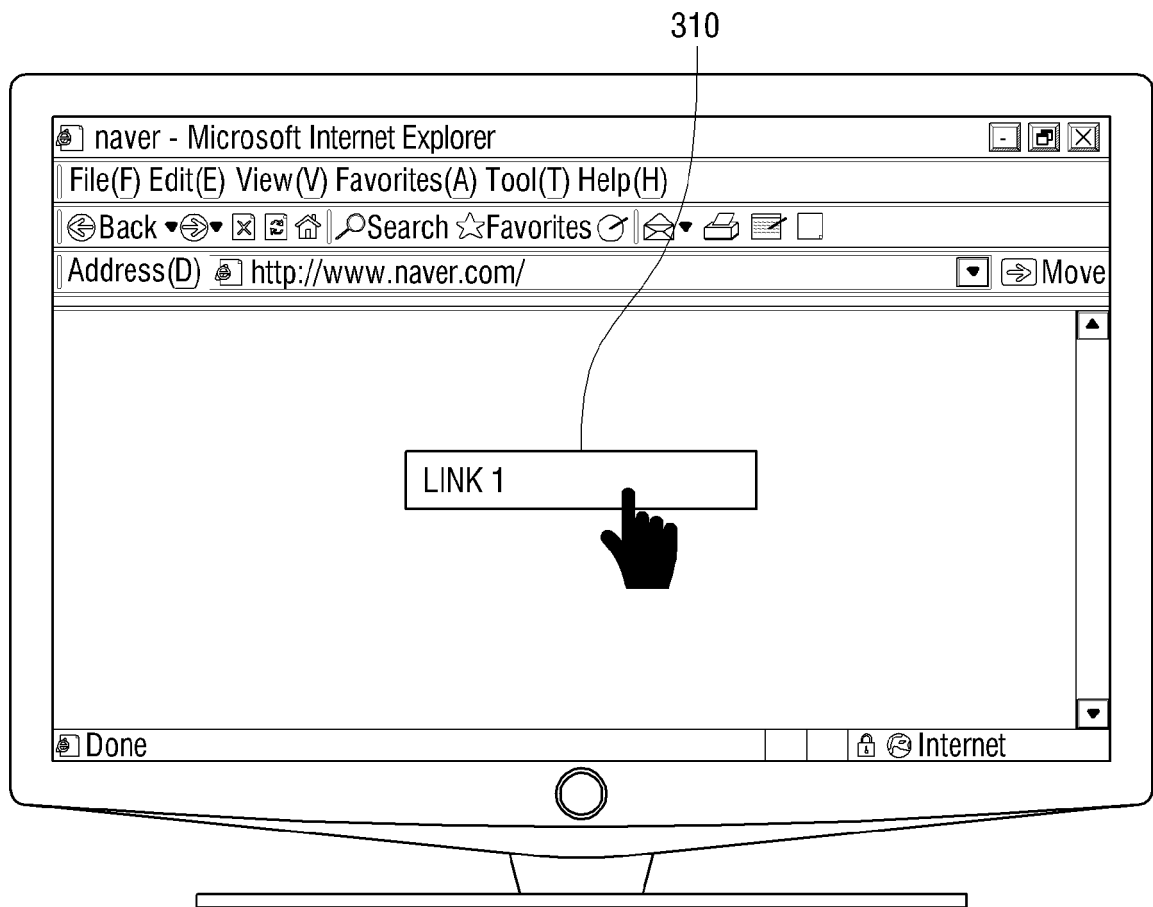 310
naver - Microsoft Internet Explorer
File(F) Edit(E) View(V) Favorites(A) Tool(T) Help(H)
Back Search Favorites
Address(D) http://www.naver.com/ Move
LINK 1
Done Internet